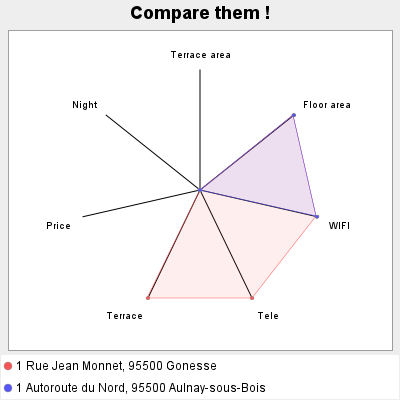 Compare them !
Terrace area
Night
Floor area
Price
WIFI
Terrace
Tele
1 Rue Jean Monnet, 95500 Gonesse
1 Autoroute du Nord, 95500 Aulnay-sous-Bois